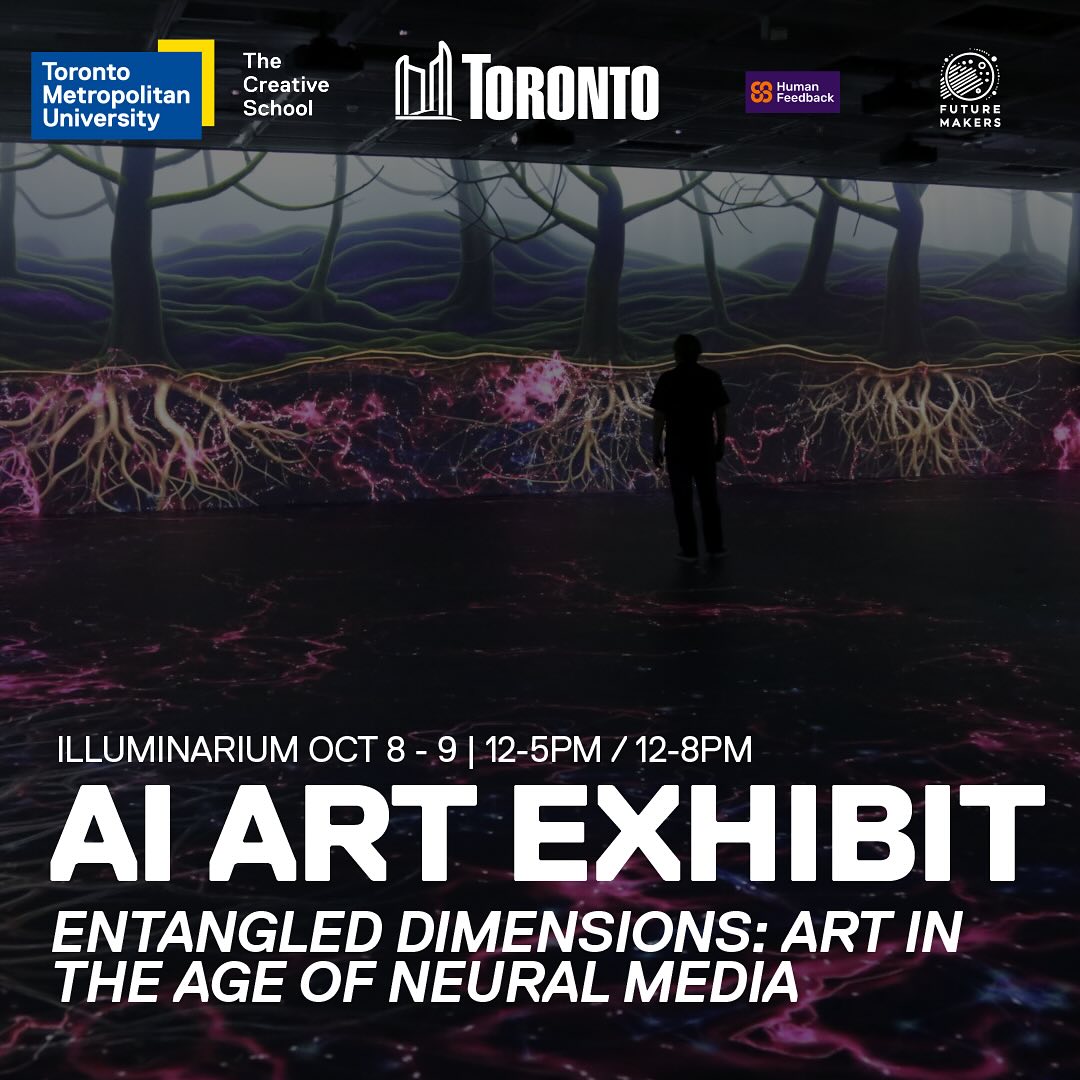 Toronto
Metropolitan
University
The
Creative
School
TORONTO
Human
Feedback
FUTURE
MAKERS
ILLUMINARIUM OCT 8 - 9 | 12-5PM / 12-8PM
AI ART EXHIBIT
ENTANGLED DIMENSIONS: ART IN
THE AGE OF NEURAL MEDIA